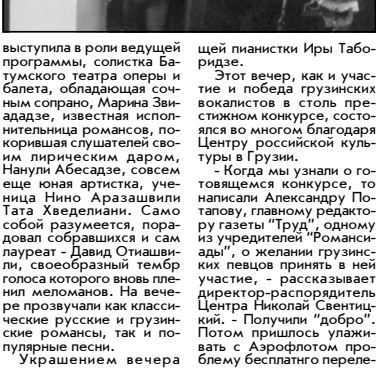 выступила в роли ведущей
программы, солистка Ба-
тумского театра оперы и
балета, обладающая соч-
ным сопрано, Марина Зви-
ададзе, известная испол-
нительница романсов, по-
корившая слушателей сво-
им лирическим даром,
Нанули Абесадзе, совсем
еще юная артистка, уче-
ница Нино Аразашвили
Тата Хведелиани. Само
собой разумеется, пора-
довал собравшихся и сам
лауреат - Давид Отиашви-
ли, своеобразный тембр
голоса которого вновь пле-
нил меломанов. На вече-
ре прозвучали как класси-
ческие русские и грузин-
ские романсы, так и по-
пулярные песни.
Украшением вечера
щей пианистки Иры Табо-
ридзе.
Этот вечер, как и учас-
тие и победа грузинских
вокалистов в столь пре-
стижном конкурсе, состо-
ялся во многом благодаря
Центру российской куль-
туры в Грузии.
- Когда мы узнали о го-
товящемся конкурсе, то
написали Александру По-
тапову, главному редакто-
ру газеты "Труд", одному
из учредителей "Романси-
ады", о желании грузинс-
ких певцов принять в ней
участие, - рассказывает
директор-распорядитель
Центра Николай Свентиц-
кий. - Получили "добро".
Потом пришлось улажи-
вать с Аэрофлотом про-
блему бесплатнго переле-